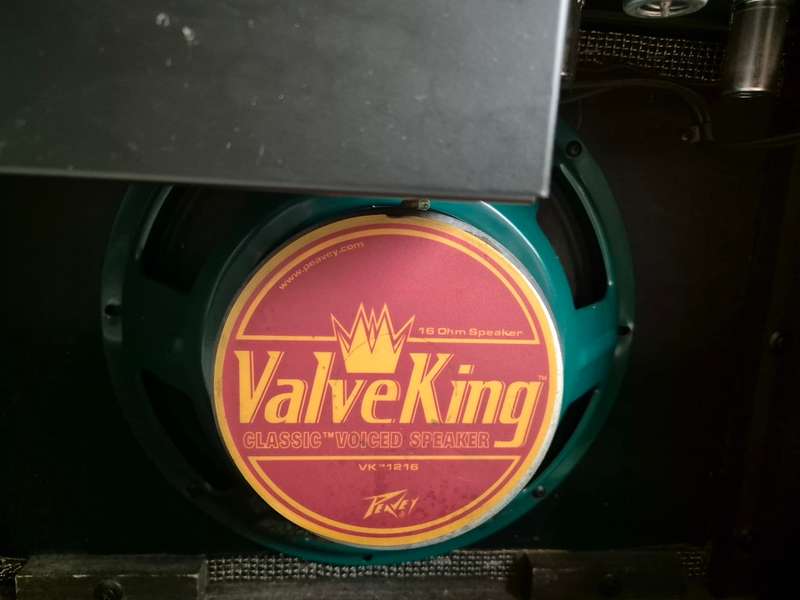 www.peavey.com
16 Ohm Speaker
ValveKing™
CLASSIC™ VOICED SPEAKER
VK™1216
PEAVEY®